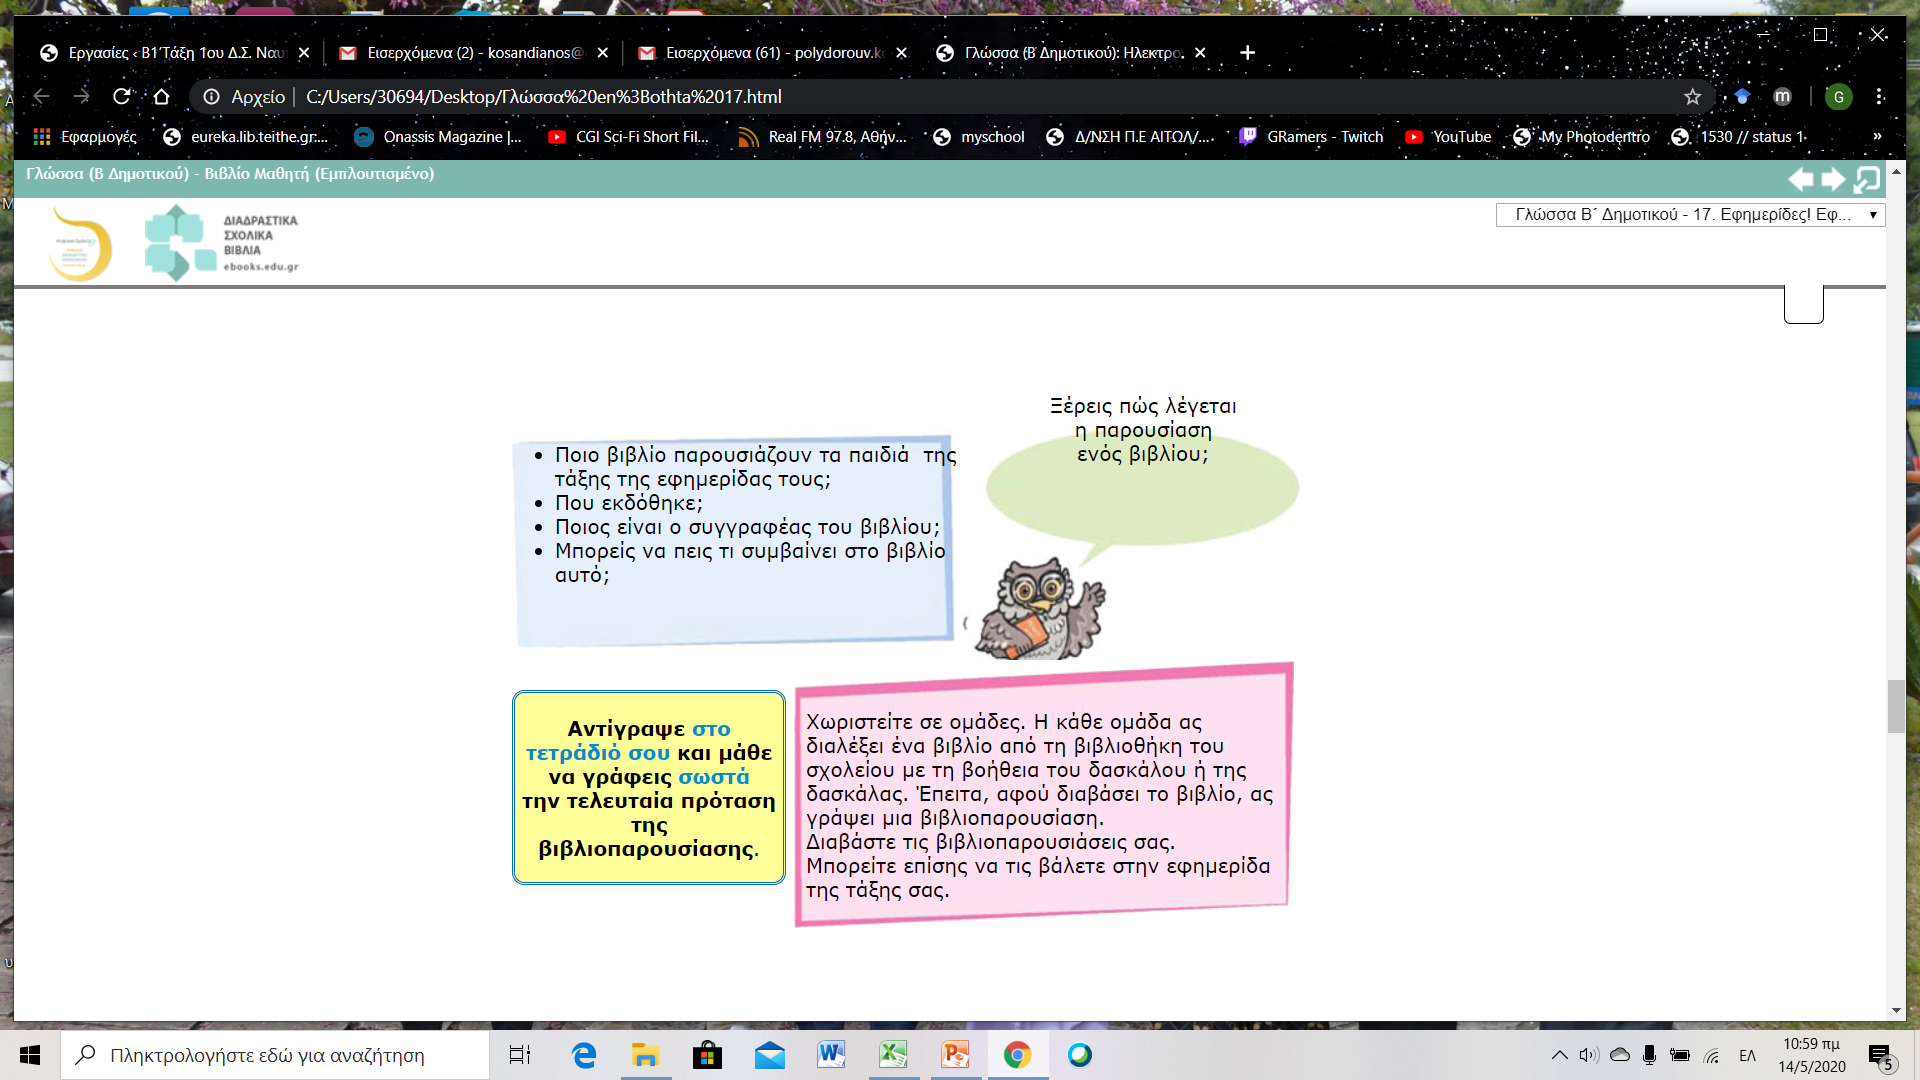 Εργασίες ‹ Β1 Τάξη 1ου Δ.Σ. Ναυ
Εισερχόμενα (2) - kosandianos@
Εισερχόμενα (61) - polydorouv.k
Γλώσσα (Β Δημοτικού): Ηλεκτρο
Αρχείο
C:/Users/30694/Desktop/Γλώσσα%20en%3Bothta%2017.html
G
Εφαρμογές
eureka.lib.teithe.gr:...
Onassis Magazine |...
CGI Sci-Fi Short Fil...
Real FM 97.8, Αθήν...
myschool
Δ/ΝΣΗ Π.Ε ΑΙΤΩΛ/...
GRamers - Twitch
YouTube
My Photodentro
1530 // status 1
»
Γλώσσα (Β Δημοτικού) - Βιβλίο Μαθητή (Εμπλουτισμένο)
ΔΙΑΔΡΑΣΤΙΚΑ
ΣΧΟΛΙΚΑ
ΒΙΒΛΙΑ
ebooks.edu.gr
Γλώσσα Β΄ Δημοτικού - 17. Εφημερίδες! Εφ...
Ξέρεις πώς λέγεται
η παρουσίαση
ενός βιβλίου;
• Ποιο βιβλίο παρουσιάζουν τα παιδιά της
τάξης της εφημερίδας τους;
• Που εκδόθηκε;
• Ποιος είναι ο συγγραφέας του βιβλίου;
• Μπορείς να πεις τι συμβαίνει στο βιβλίο
αυτό;
Αντίγραψε στο
τετράδιό σου και μάθε
να γράφεις σωστά
την τελευταία πρόταση
της
βιβλιοπαρουσίασης.
Χωριστείτε σε ομάδες. Η κάθε ομάδα ας
διαλέξει ένα βιβλίο από τη βιβλιοθήκη του
σχολείου με τη βοήθεια του δασκάλου ή της
δασκάλας. Έπειτα, αφού διαβάσει το βιβλίο, ας
γράψει μια βιβλιοπαρουσίαση.
Διαβάστε τις βιβλιοπαρουσιάσεις σας.
Μπορείτε επίσης να τις βάλετε στην εφημερίδα
της τάξης σας.
Πληκτρολογήστε εδώ για αναζήτηση
ΕΛ
10:59 πμ
14/5/2020
5